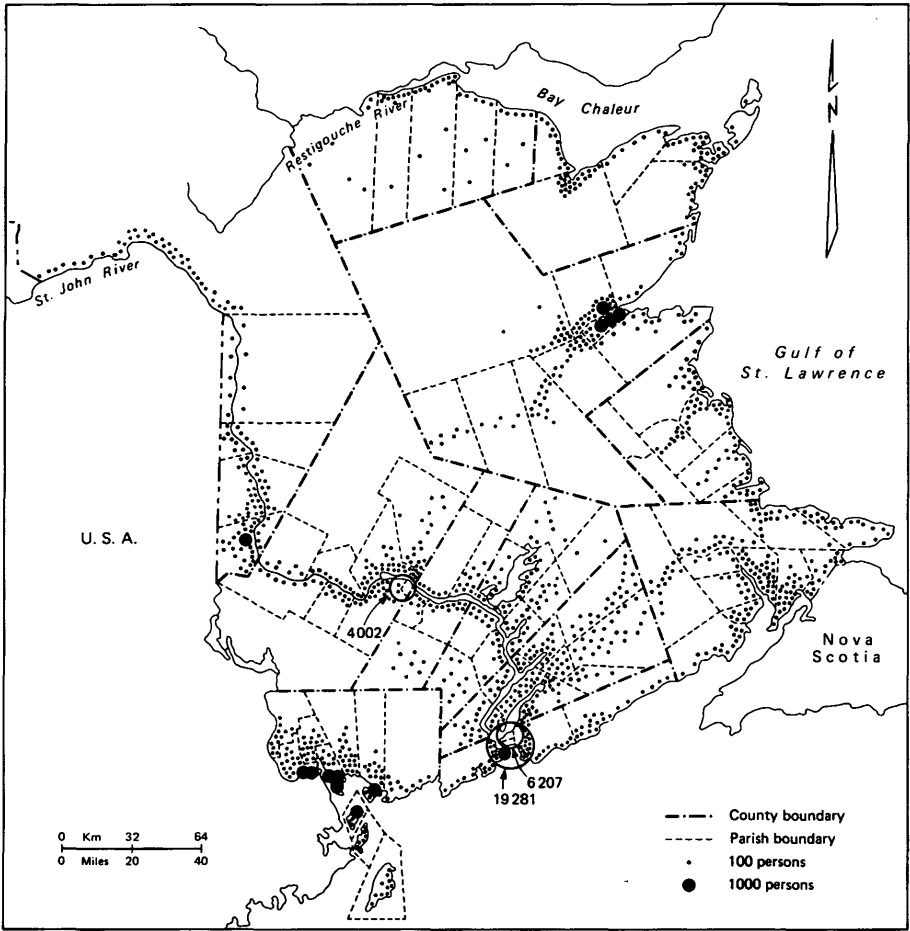 Bay Chaleur
N
Restigouche River
St. John River
Gulf of
St. Lawrence
U. S. A.
4002
Nova
Scotia
6 207
19 281
0 Km 32 64
0 Miles 20 40
County boundary
Parish boundary
100 persons
1000 persons